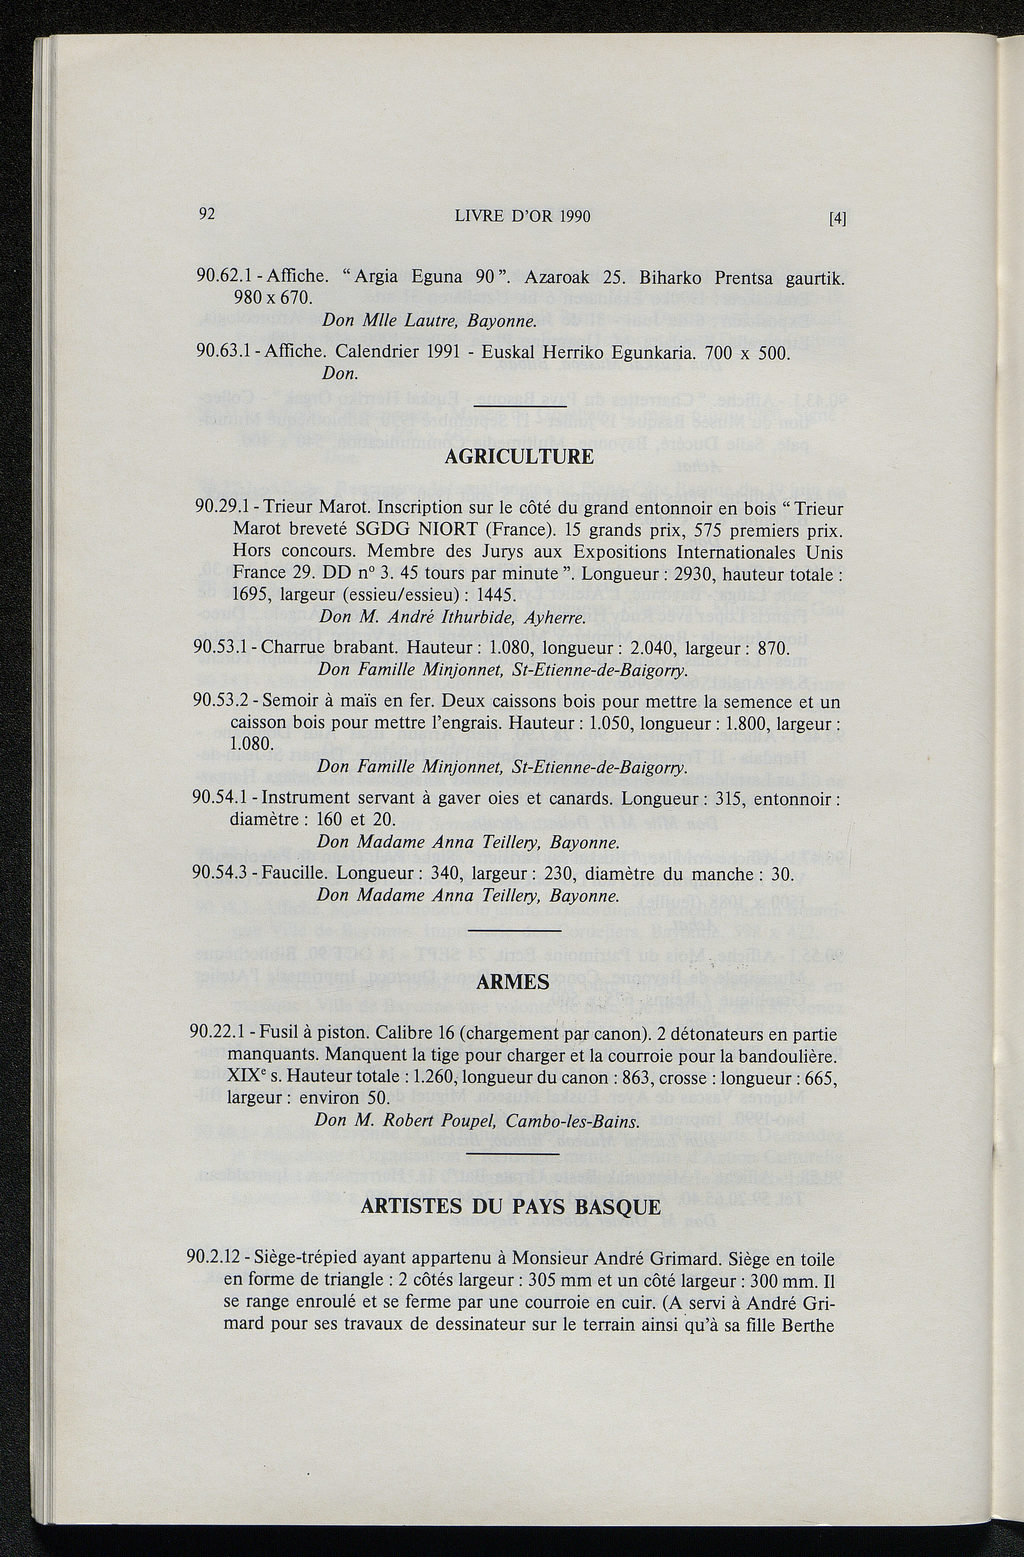 92
LIVRE D'OR 1990
[4]
90.62.1 - Affiche. “ Argia Eguna 90 ”. Azaroak 25. Biharko Prentsa gaurtik.
980 x 670.
Don Mlle Lautre, Bayonne.
90.63.1 - Affiche. Calendrier 1991 - Euskal Herriko Egunkaria. 700 x 500.
Don.
AGRICULTURE
90.29.1 - Trieur Marot. Inscription sur le côté du grand entonnoir en bois “ Trieur
Marot breveté SGDG NIORT (France). 15 grands prix, 575 premiers prix.
Hors concours. Membre des Jurys aux Expositions Internationales Unis
France 29. DD n° 3. 45 tours par minute ”. Longueur : 2930, hauteur totale :
1695, largeur (essieu/essieu) : 1445.
Don M. André Ithurbide, Ayherre.
90.53.1 - Charrue brabant. Hauteur : 1.080, longueur : 2.040, largeur : 870.
Don Famille Minjonnet, St-Etienne-de-Baigorry.
90.53.2 - Semoir à maïs en fer. Deux caissons bois pour mettre la semence et un
caisson bois pour mettre l'engrais. Hauteur : 1.050, longueur : 1.800, largeur :
1.080.
Don Famille Minjonnet, St-Etienne-de-Baigorry.
90.54.1 - Instrument servant à gaver oies et canards. Longueur : 315, entonnoir :
diamètre : 160 et 20.
Don Madame Anna Teillery, Bayonne.
90.54.3 - Faucille. Longueur : 340, largeur : 230, diamètre du manche : 30.
Don Madame Anna Teillery, Bayonne.
ARMES
90.22.1 - Fusil à piston. Calibre 16 (chargement par canon). 2 détonateurs en partie
manquants. Manquent la tige pour charger et la courroie pour la bandoulière.
XIXe s. Hauteur totale : 1.260, longueur du canon : 863, crosse : longueur : 665,
largeur : environ 50.
Don M. Robert Poupel, Cambo-les-Bains.
ARTISTES DU PAYS BASQUE
90.2.12 - Siège-trépied ayant appartenu à Monsieur André Grimard. Siège en toile
en forme de triangle : 2 côtés largeur : 305 mm et un côté largeur : 300 mm. Il
se range enroulé et se ferme par une courroie en cuir. (A servi à André Gri-
mard pour ses travaux de dessinateur sur le terrain ainsi qu'à sa fille Berthe